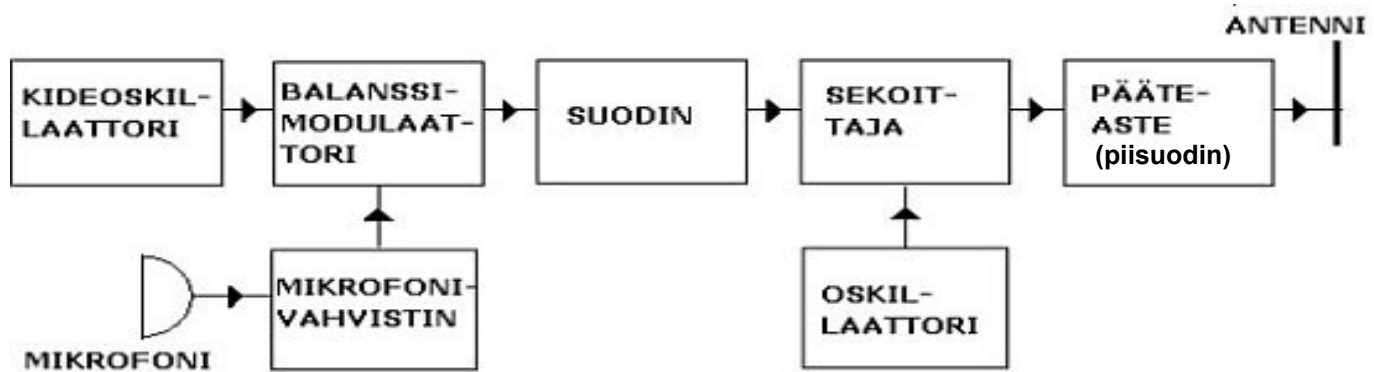 ANTENNI
KIDEOSKIL-
LAATTORI
BALANSSI-
MODULAAT-
TORI
SUODIN
SEKOIT-
TAJA
PÄÄTE-
ASTE
(piisuodin)
MIKROFONI
MIKROFONI-
VAHVISTIN
OSKIL-
LAATTORI